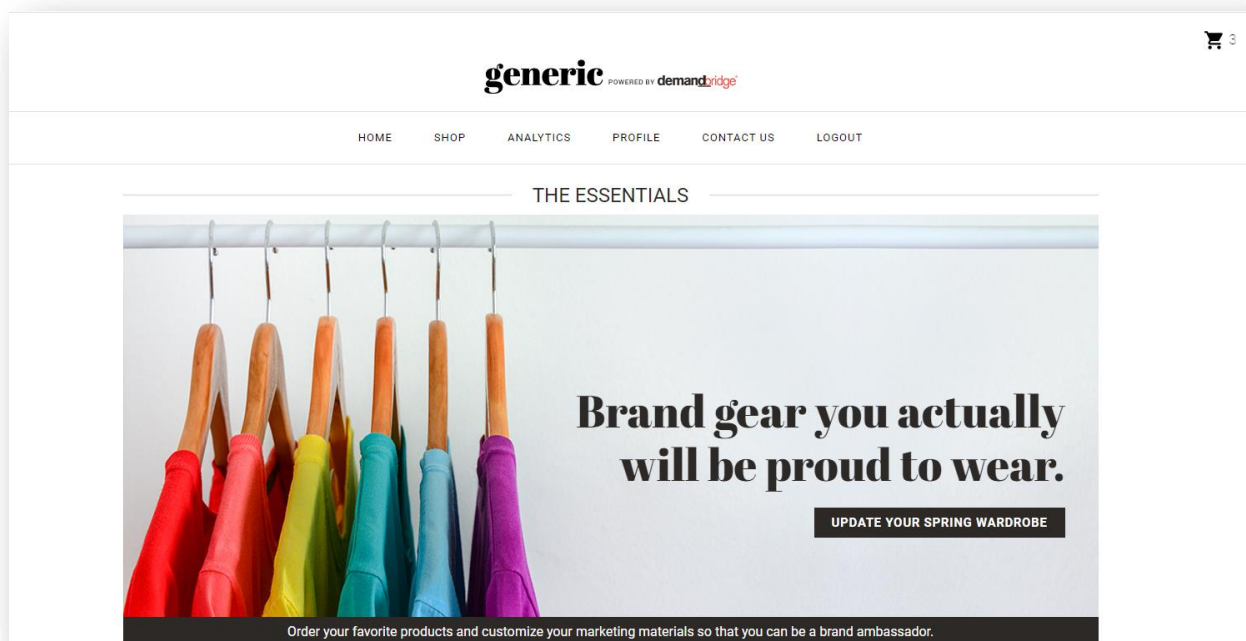 3
generic POWERED BY demandbridge
HOME SHOP ANALYTICS PROFILE CONTACT US LOGOUT
THE ESSENTIALS
Brand gear you actually
will be proud to wear.
UPDATE YOUR SPRING WARDROBE
Order your favorite products and customize your marketing materials so that you can be a brand ambassador.